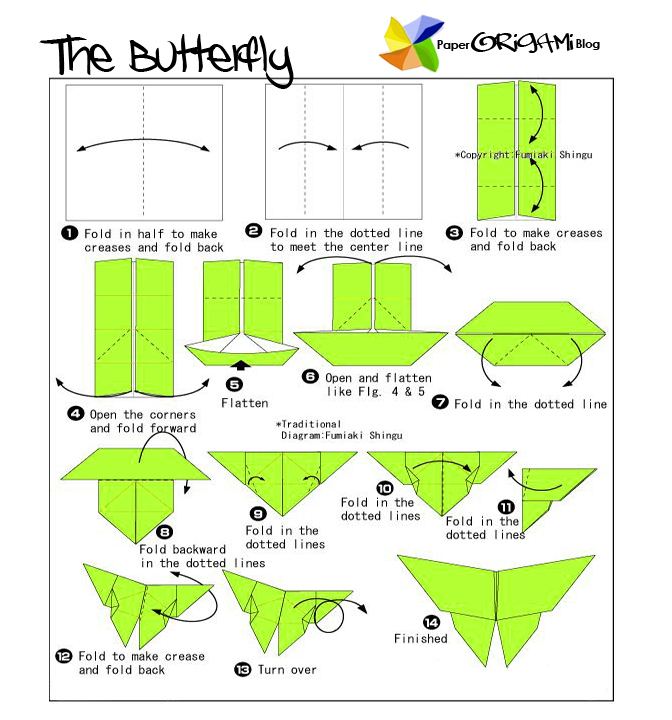 The Butterfly
Paper ORiGAMi Blog
*Copyright:Fumiaki Shingu
1 Fold in half to make
creases and fold back
2 Fold in the dotted line
to meet the center line
3 Fold to make creases
and fold back
4 Open the corners
and fold forward
5 Flatten
6 Open and flatten
like FIg. 4 & 5
7 Fold in the dotted line
*Traditional
Diagram:Fumiaki Shingu
8 Fold backward
in the dotted lines
9 Fold in the
dotted lines
10 Fold in the
dotted lines
11 Fold in the
dotted lines
12 Fold to make crease
and fold back
13 Turn over
14 Finished